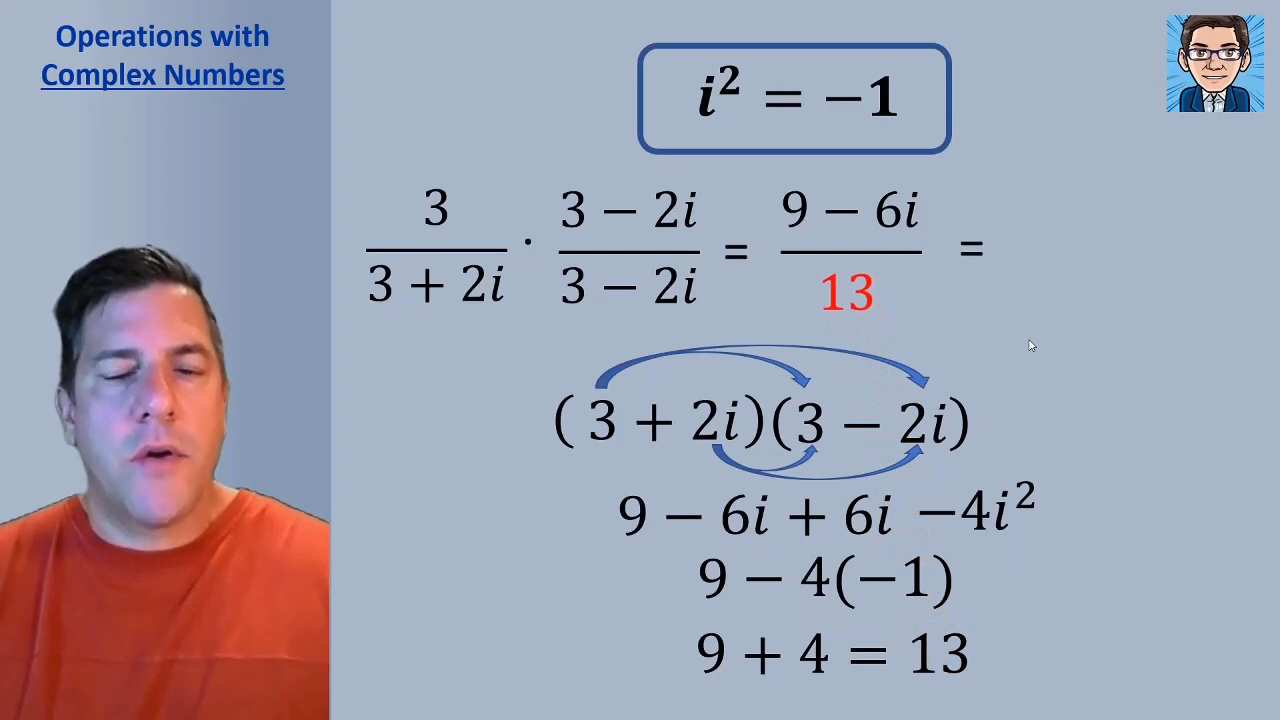 Operations with
Complex Numbers
i² = −1
3/(3 + 2i) · (3 − 2i)/(3 − 2i) = (9 − 6i)/13 =
( 3 + 2i)(3 − 2i)
9 − 6i + 6i −4i²
9 − 4(−1)
9 + 4 = 13